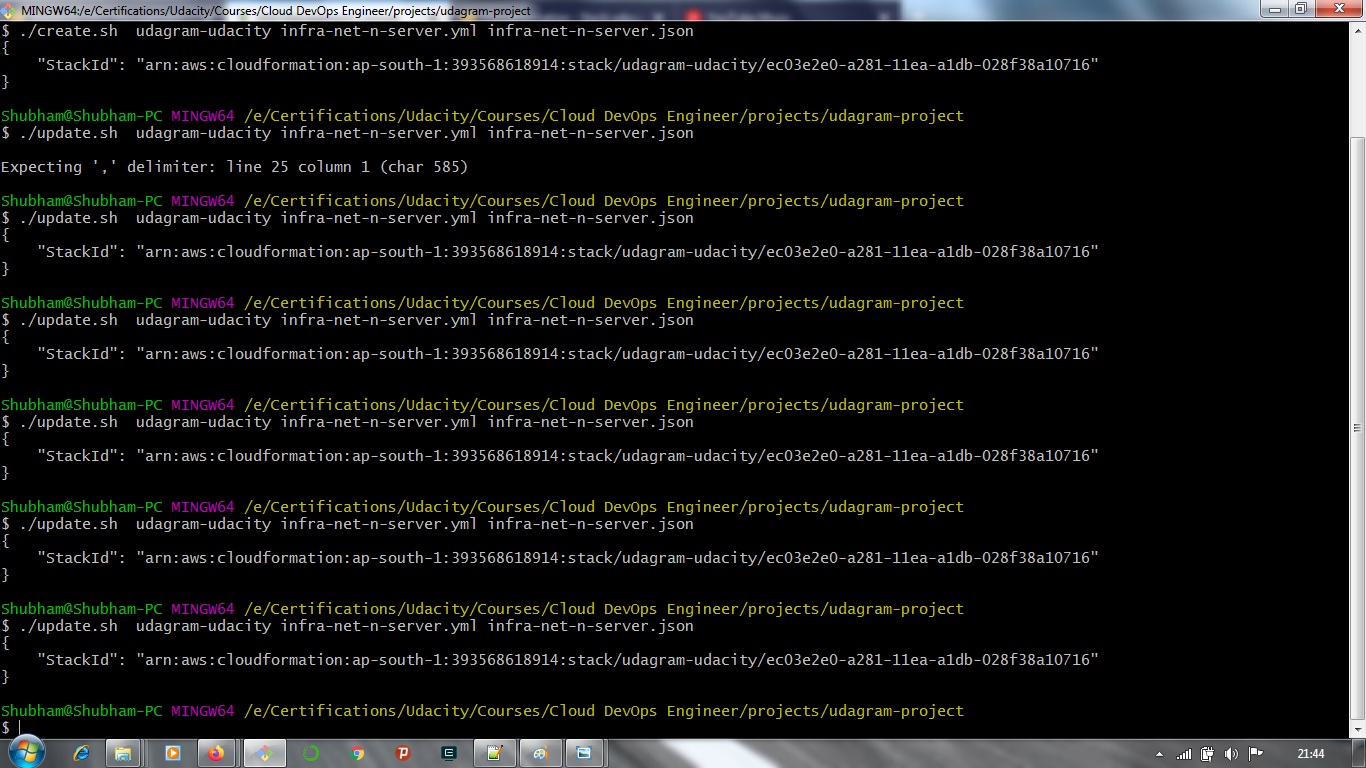 MINGW64:/e/Certifications/Udacity/Courses/Cloud DevOps Engineer/projects/udagram-project
$ ./create.sh  udagram-udacity infra-net-n-server.yml infra-net-n-server.json
{
    "StackId": "arn:aws:cloudformation:ap-south-1:393568618914:stack/udagram-udacity/ec03e2e0-a281-11ea-a1db-028f38a10716"
}
Shubham@Shubham-PC MINGW64 /e/Certifications/Udacity/Courses/Cloud DevOps Engineer/projects/udagram-project
$ ./update.sh  udagram-udacity infra-net-n-server.yml infra-net-n-server.json
Expecting ',' delimiter: line 25 column 1 (char 585)
Shubham@Shubham-PC MINGW64 /e/Certifications/Udacity/Courses/Cloud DevOps Engineer/projects/udagram-project
$ ./update.sh  udagram-udacity infra-net-n-server.yml infra-net-n-server.json
{
    "StackId": "arn:aws:cloudformation:ap-south-1:393568618914:stack/udagram-udacity/ec03e2e0-a281-11ea-a1db-028f38a10716"
}
Shubham@Shubham-PC MINGW64 /e/Certifications/Udacity/Courses/Cloud DevOps Engineer/projects/udagram-project
$ ./update.sh  udagram-udacity infra-net-n-server.yml infra-net-n-server.json
{
    "StackId": "arn:aws:cloudformation:ap-south-1:393568618914:stack/udagram-udacity/ec03e2e0-a281-11ea-a1db-028f38a10716"
}
Shubham@Shubham-PC MINGW64 /e/Certifications/Udacity/Courses/Cloud DevOps Engineer/projects/udagram-project
$ ./update.sh  udagram-udacity infra-net-n-server.yml infra-net-n-server.json
{
    "StackId": "arn:aws:cloudformation:ap-south-1:393568618914:stack/udagram-udacity/ec03e2e0-a281-11ea-a1db-028f38a10716"
}
Shubham@Shubham-PC MINGW64 /e/Certifications/Udacity/Courses/Cloud DevOps Engineer/projects/udagram-project
$ ./update.sh  udagram-udacity infra-net-n-server.yml infra-net-n-server.json
{
    "StackId": "arn:aws:cloudformation:ap-south-1:393568618914:stack/udagram-udacity/ec03e2e0-a281-11ea-a1db-028f38a10716"
}
Shubham@Shubham-PC MINGW64 /e/Certifications/Udacity/Courses/Cloud DevOps Engineer/projects/udagram-project
$ ./update.sh  udagram-udacity infra-net-n-server.yml infra-net-n-server.json
{
    "StackId": "arn:aws:cloudformation:ap-south-1:393568618914:stack/udagram-udacity/ec03e2e0-a281-11ea-a1db-028f38a10716"
}
Shubham@Shubham-PC MINGW64 /e/Certifications/Udacity/Courses/Cloud DevOps Engineer/projects/udagram-project
$
21:44